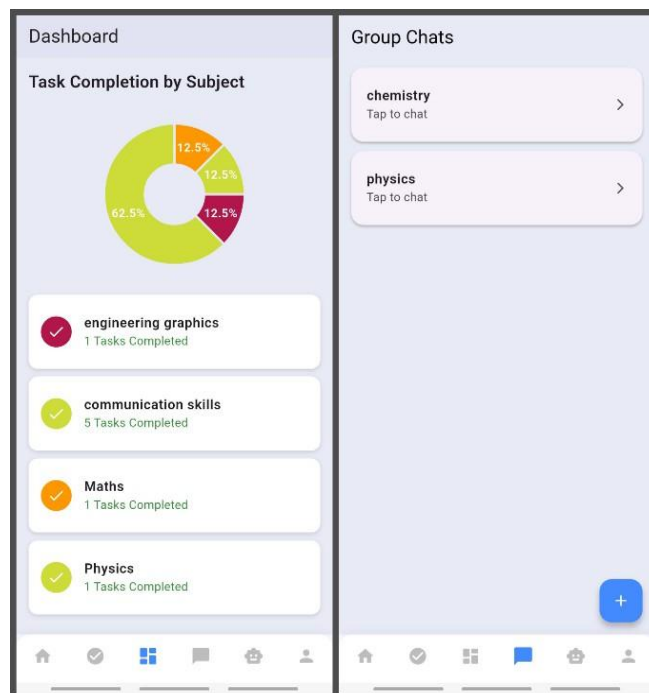 Dashboard
Task Completion by Subject
12.5%
12.5%
12.5%
62.5%
engineering graphics
1 Tasks Completed
communication skills
5 Tasks Completed
Maths
1 Tasks Completed
Physics
1 Tasks Completed
Group Chats
chemistry
Tap to chat
physics
Tap to chat
+